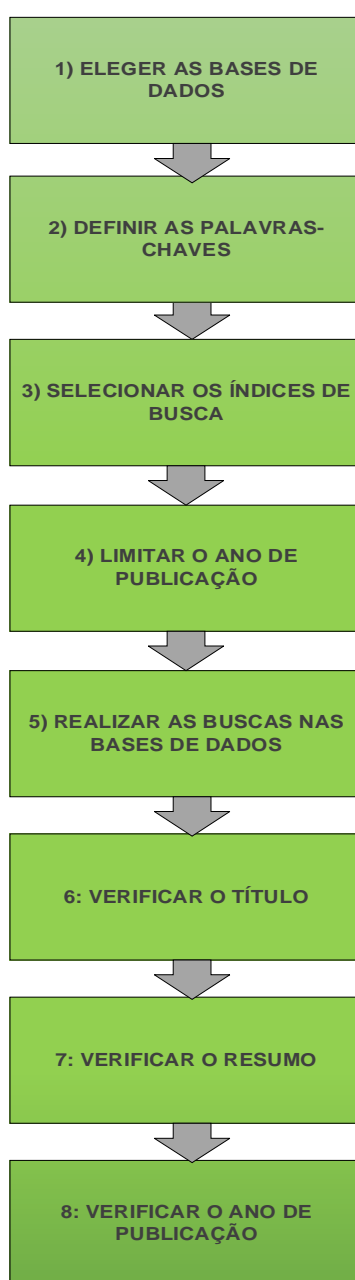 1) ELEGER AS BASES DE
DADOS
2) DEFINIR AS PALAVRAS-
CHAVES
3) SELECIONAR OS ÍNDICES DE
BUSCA
4) LIMITAR O ANO DE
PUBLICAÇÃO
5) REALIZAR AS BUSCAS NAS
BASES DE DADOS
6: VERIFICAR O TÍTULO
7: VERIFICAR O RESUMO
8: VERIFICAR O ANO DE
PUBLICAÇÃO